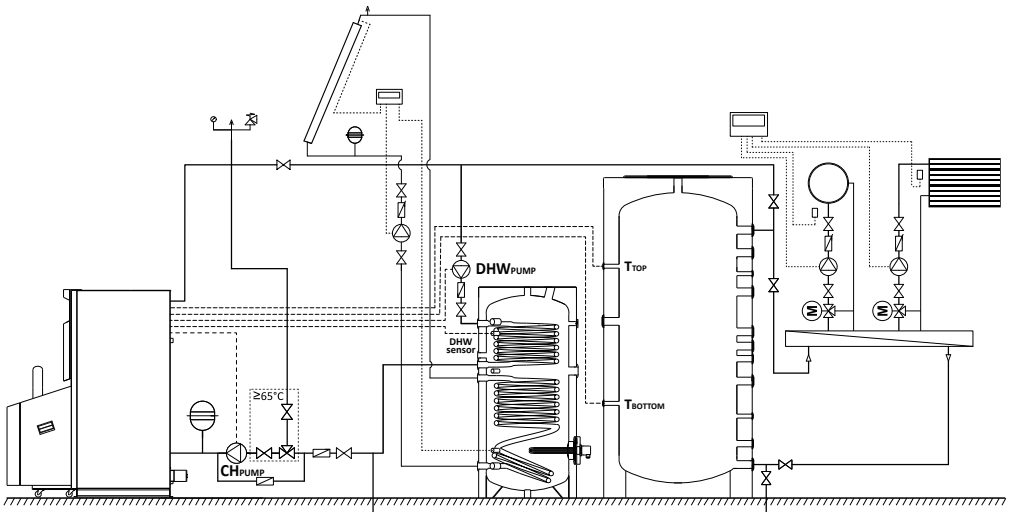 M
M
DHWPUMP
TTOP
DHW
sensor
≥65°C
TBOTTOM
CHPUMP